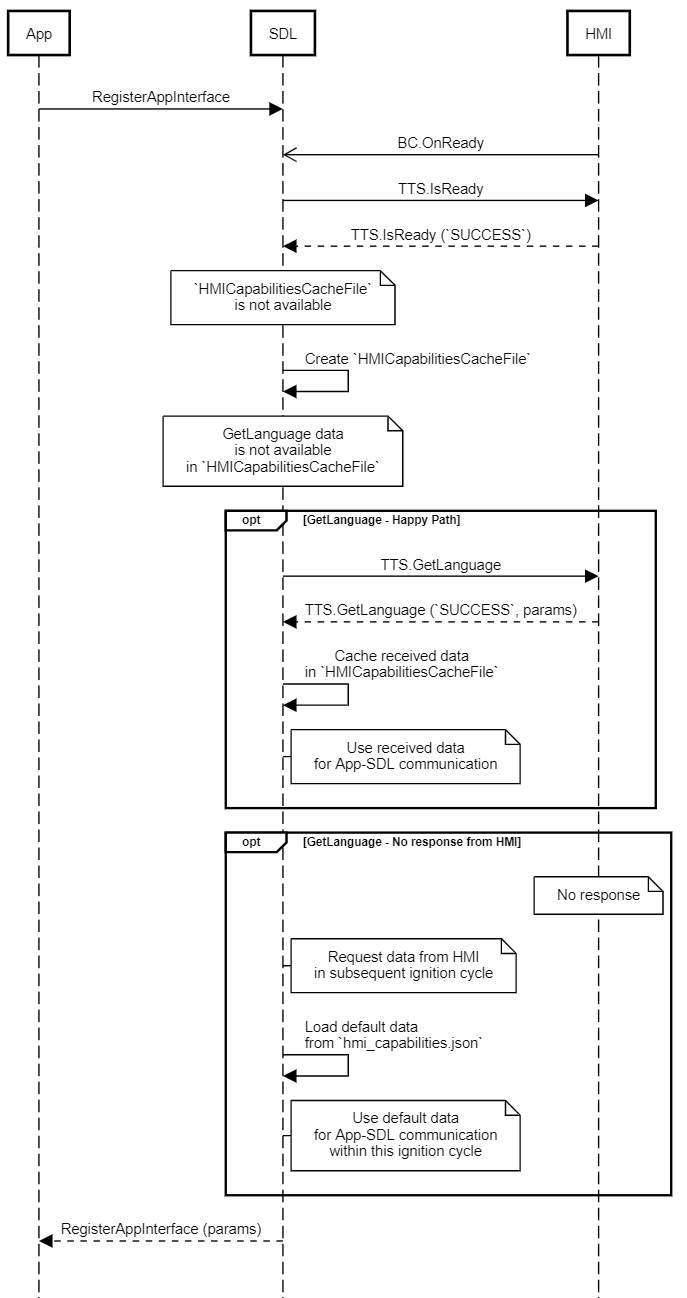 App
SDL
HMI
RegisterAppInterface
BC.OnReady
TTS.IsReady
TTS.IsReady (`SUCCESS`)
`HMICapabilitiesCacheFile`
is not available
Create `HMICapabilitiesCacheFile`
GetLanguage data
is not available
in `HMICapabilitiesCacheFile`
opt
[GetLanguage - Happy Path]
TTS.GetLanguage
TTS.GetLanguage (`SUCCESS`, params)
Cache received data
in `HMICapabilitiesCacheFile`
Use received data
for App-SDL communication
opt
[GetLanguage - No response from HMI]
No response
Request data from HMI
in subsequent ignition cycle
Load default data
from `hmi_capabilities.json`
Use default data
for App-SDL communication
within this ignition cycle
RegisterAppInterface (params)